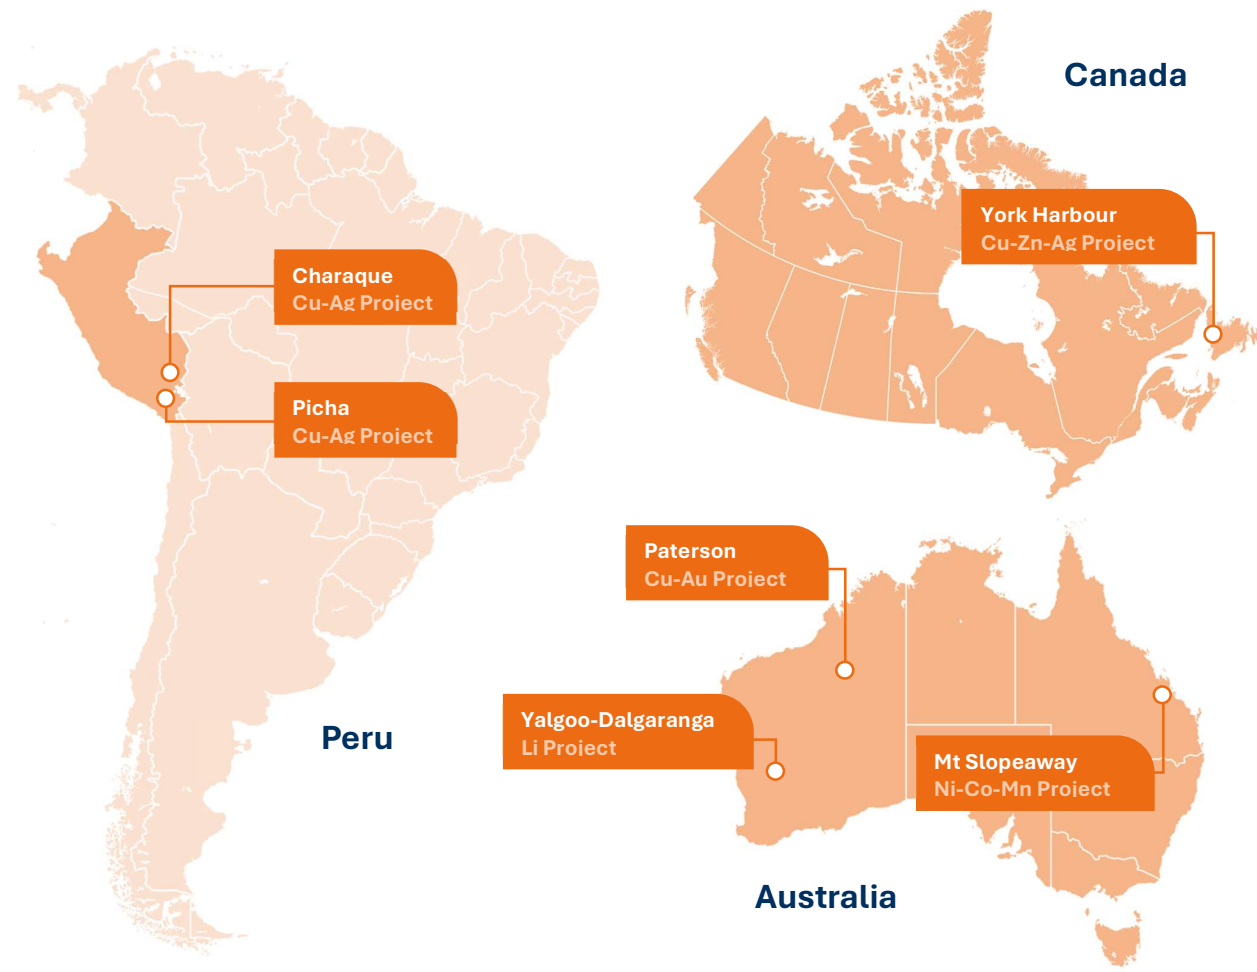 Canada
York Harbour
Cu-Zn-Ag Project
Charaque
Cu-Ag Project
Picha
Cu-Ag Project
Peru
Paterson
Cu-Au Project
Yalgoo-Dalgaranga
Li Project
Mt Slopeaway
Ni-Co-Mn Project
Australia